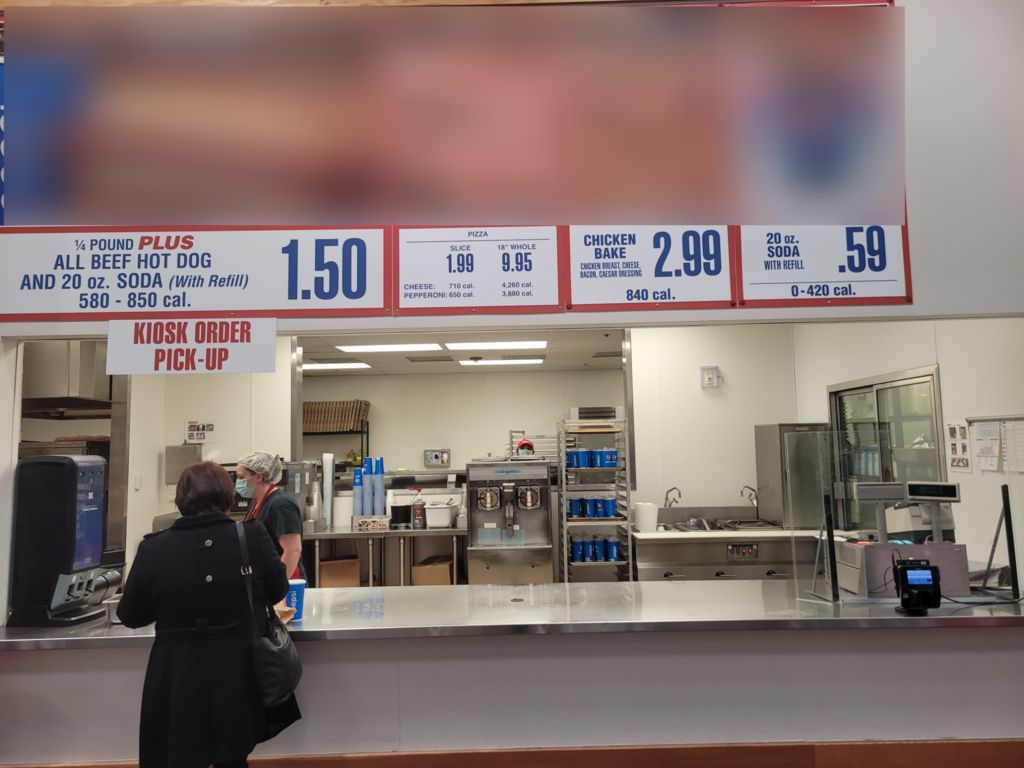 ¼ POUND PLUS
ALL BEEF HOT DOG
AND 20 oz. SODA (With Refill)
580 - 850 cal.
1.50
PIZZA
SLICE 18" WHOLE
1.99 9.95
CHEESE: 710 cal. 4,260 cal.
PEPPERONI: 650 cal. 3,880 cal.
CHICKEN
BAKE
CHICKEN BREAST, CHEESE,
BACON, CAESAR DRESSING
2.99
840 cal.
20 oz.
SODA
WITH REFILL
.59
0-420 cal.
KIOSK ORDER
PICK-UP
pepsi